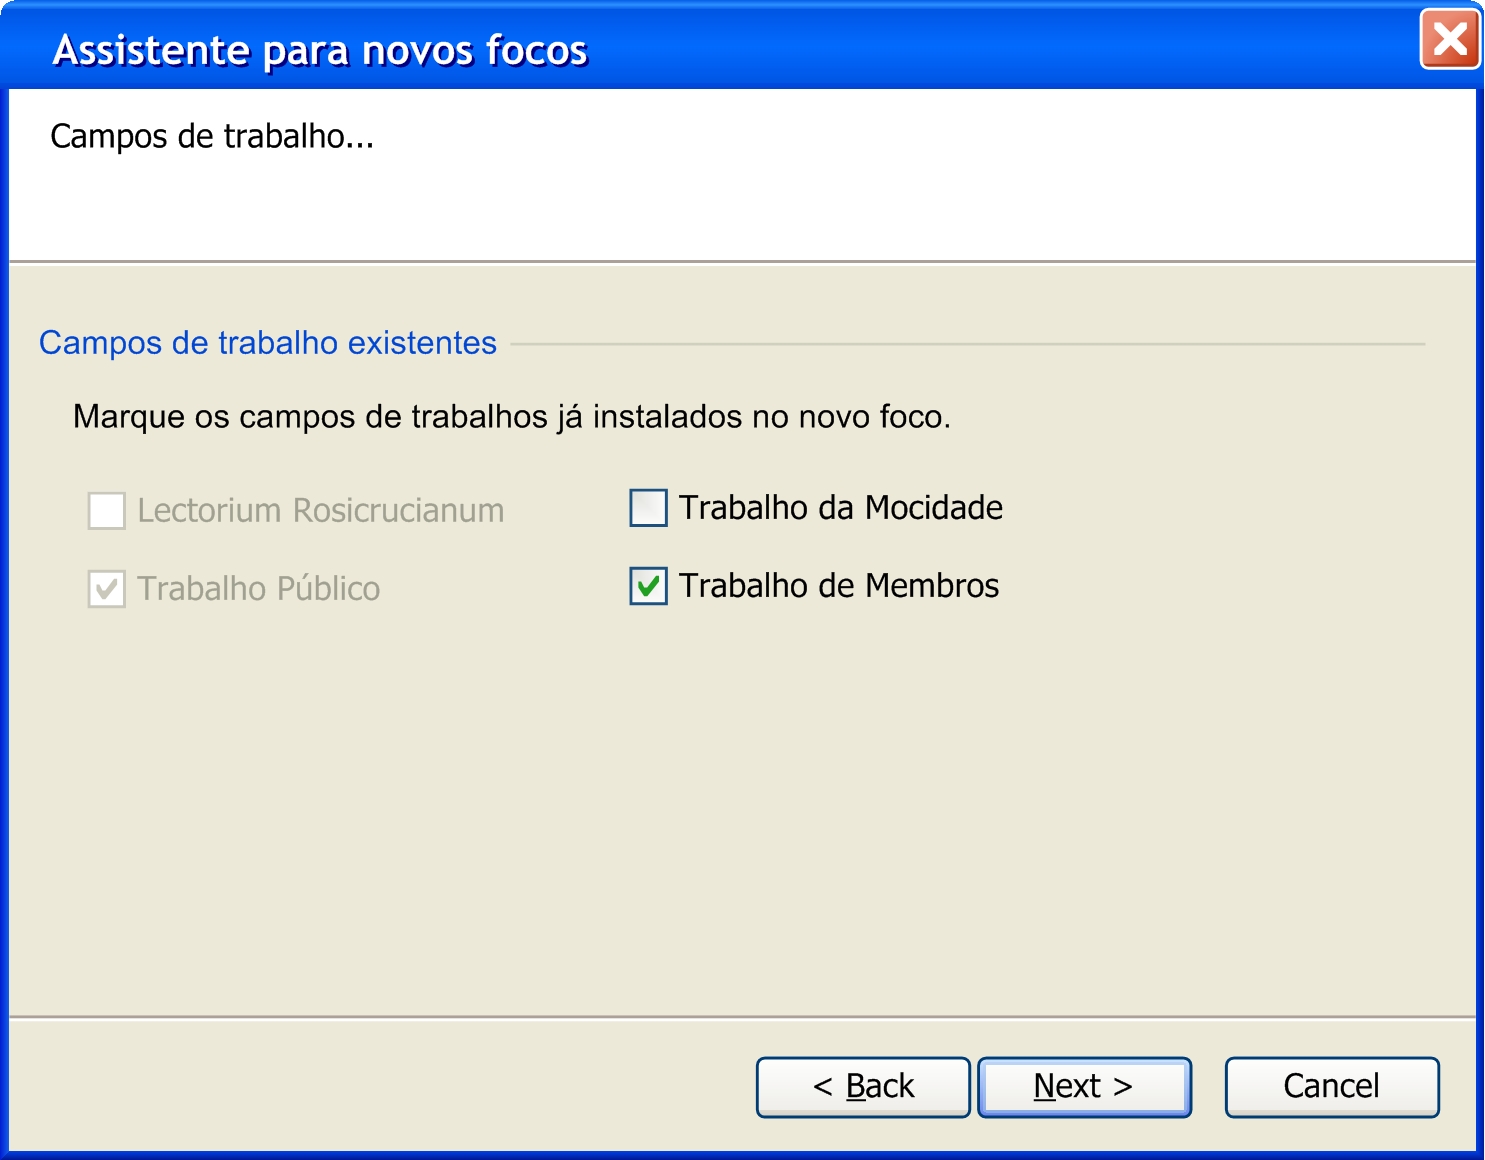 Assistente para novos focos
Campos de trabalho...
Campos de trabalho existentes
Marque os campos de trabalhos já instalados no novo foco.
Lectorium Rosicrucianum
Trabalho da Mocidade
Trabalho Público
Trabalho de Membros
< Back
Next >
Cancel